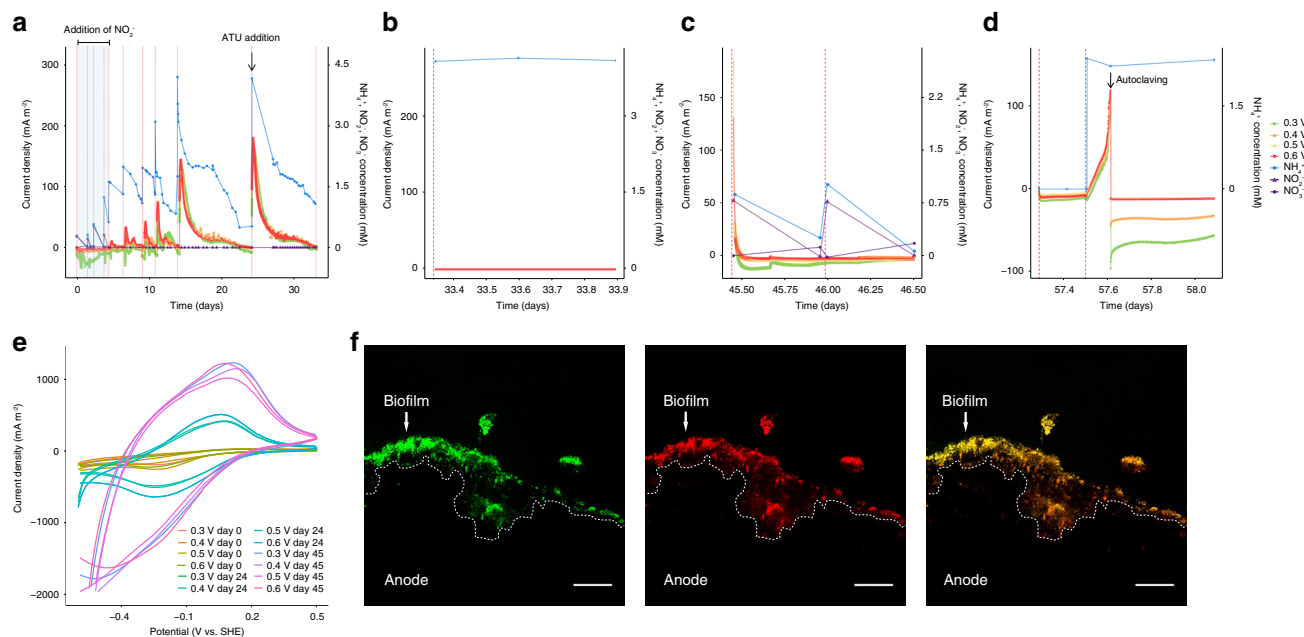 a
Addition of NO₂⁻
ATU addition
300
200
100
0
4.5
4.0
3.0
1.5
0
0
10
20
30
Current density (mA m⁻²)
NH₄⁺, NO₂⁻, NO₃⁻ concentration (mM)
Time (days)
b
200
100
0
3
1.5
0
33.4
33.5
33.6
33.7
33.8
33.9
Current density (mA m⁻²)
NH₄⁺, NO₂⁻, NO₃⁻ concentration (mM)
Time (days)
c
150
100
50
0
2.2
1.5
0.75
0
45.50
45.75
46.00
46.25
46.50
Current density (mA m⁻²)
NH₄⁺, NO₂⁻, NO₃⁻ concentration (mM)
Time (days)
d
Autoclaving
100
0
−100
1.5
0
57.4
57.6
57.8
58.0
Current density (mA m⁻²)
NH₄⁺ concentration (mM)
Time (days)
0.3 V
0.4 V
0.5 V
0.6 V
NH₄⁺
NO₂⁻
NO₃⁻
e
1000
0
−1000
−2000
−0.4
−0.1
0.2
0.5
Current density (mA m⁻²)
Potential (V vs. SHE)
0.3 V day 0
0.4 V day 0
0.5 V day 0
0.6 V day 0
0.3 V day 24
0.4 V day 24
0.5 V day 24
0.6 V day 24
0.3 V day 45
0.4 V day 45
0.5 V day 45
0.6 V day 45
f
Biofilm
Anode
Biofilm
Anode
Biofilm
Anode